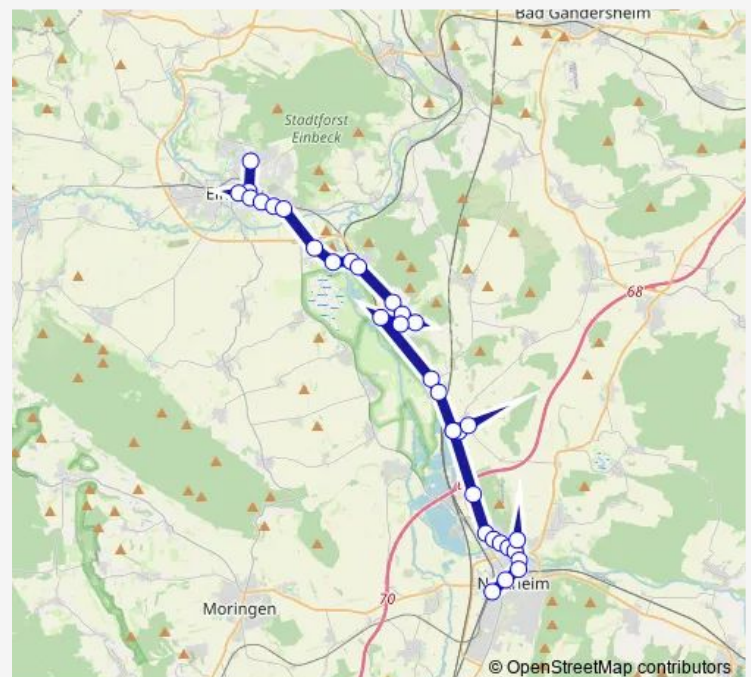 Bad Gandersheim
Stadtforst
Einbeck
68
70
Moringen
© OpenStreetMap contributors